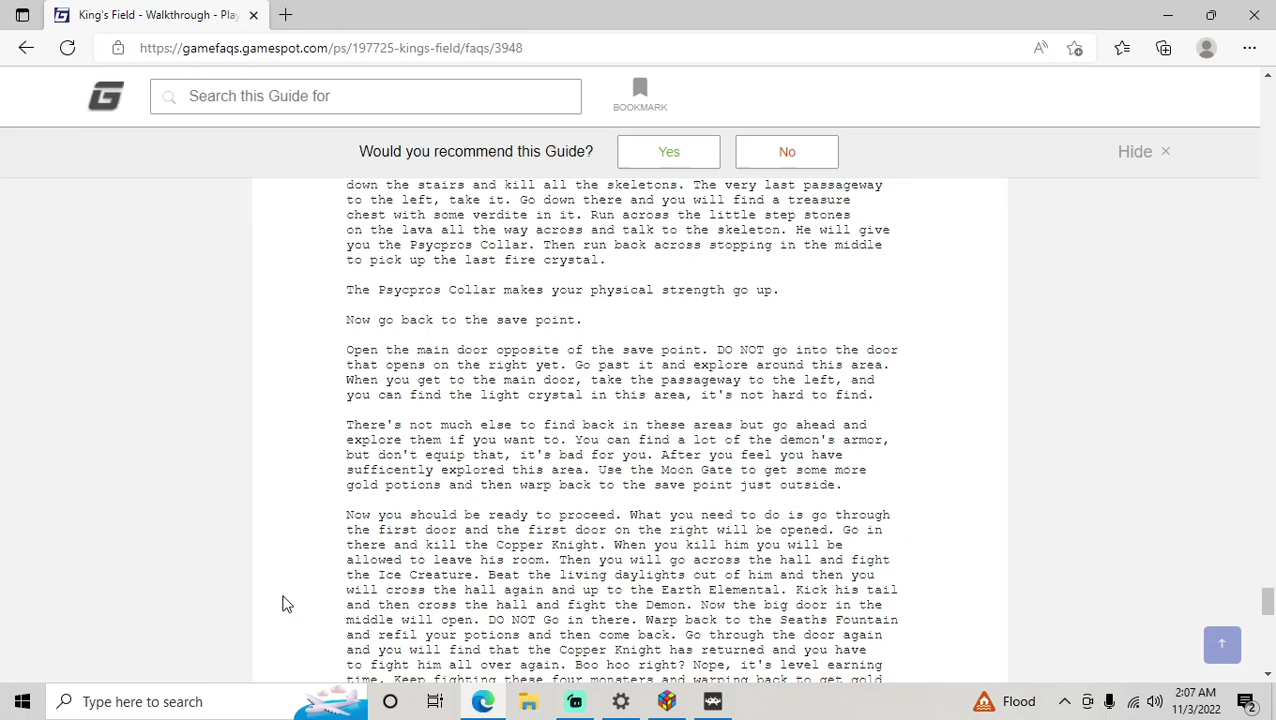 King's Field - Walkthrough - Play
https://gamefaqs.gamespot.com/ps/197725-kings-field/faqs/3948
Search this Guide for
BOOKMARK
Would you recommend this Guide?
Yes
No
Hide ×
down the stairs and kill all the skeletons. The very last passageway
to the left, take it. Go down there and you will find a treasure
chest with some verdite in it. Run across the little step stones
on the lava all the way across and talk to the skeleton. He will give
you the Psycpros Collar. Then run back across stopping in the middle
to pick up the last fire crystal.
The Psycpros Collar makes your physical strength go up.
Now go back to the save point.
Open the main door opposite of the save point. DO NOT go into the door
that opens on the right yet. Go past it and explore around this area.
When you get to the main door, take the passageway to the left, and
you can find the light crystal in this area, it's not hard to find.
There's not much else to find back in these areas but go ahead and
explore them if you want to. You can find a lot of the demon's armor,
but don't equip that, it's bad for you. After you feel you have
sufficently explored this area. Use the Moon Gate to get some more
gold potions and then warp back to the save point just outside.
Now you should be ready to proceed. What you need to do is go through
the first door and the first door on the right will be opened. Go in
there and kill the Copper Knight. When you kill him you will be
allowed to leave his room. Then you will go across the hall and fight
the Ice Creature. Beat the living daylights out of him and then you
will cross the hall again and up to the Earth Elemental. Kick his tail
and then cross the hall and fight the Demon. Now the big door in the
middle will open. DO NOT Go in there. Warp back to the Seaths Fountain
and refil your potions and then come back. Go through the door again
and you will find that the Copper Knight has returned and you have
to fight him all over again. Boo hoo right? Nope, it's level earning
time. Keep fighting these four monsters and warping back to get gold
Type here to search
Flood
2:07 AM
11/3/2022
2